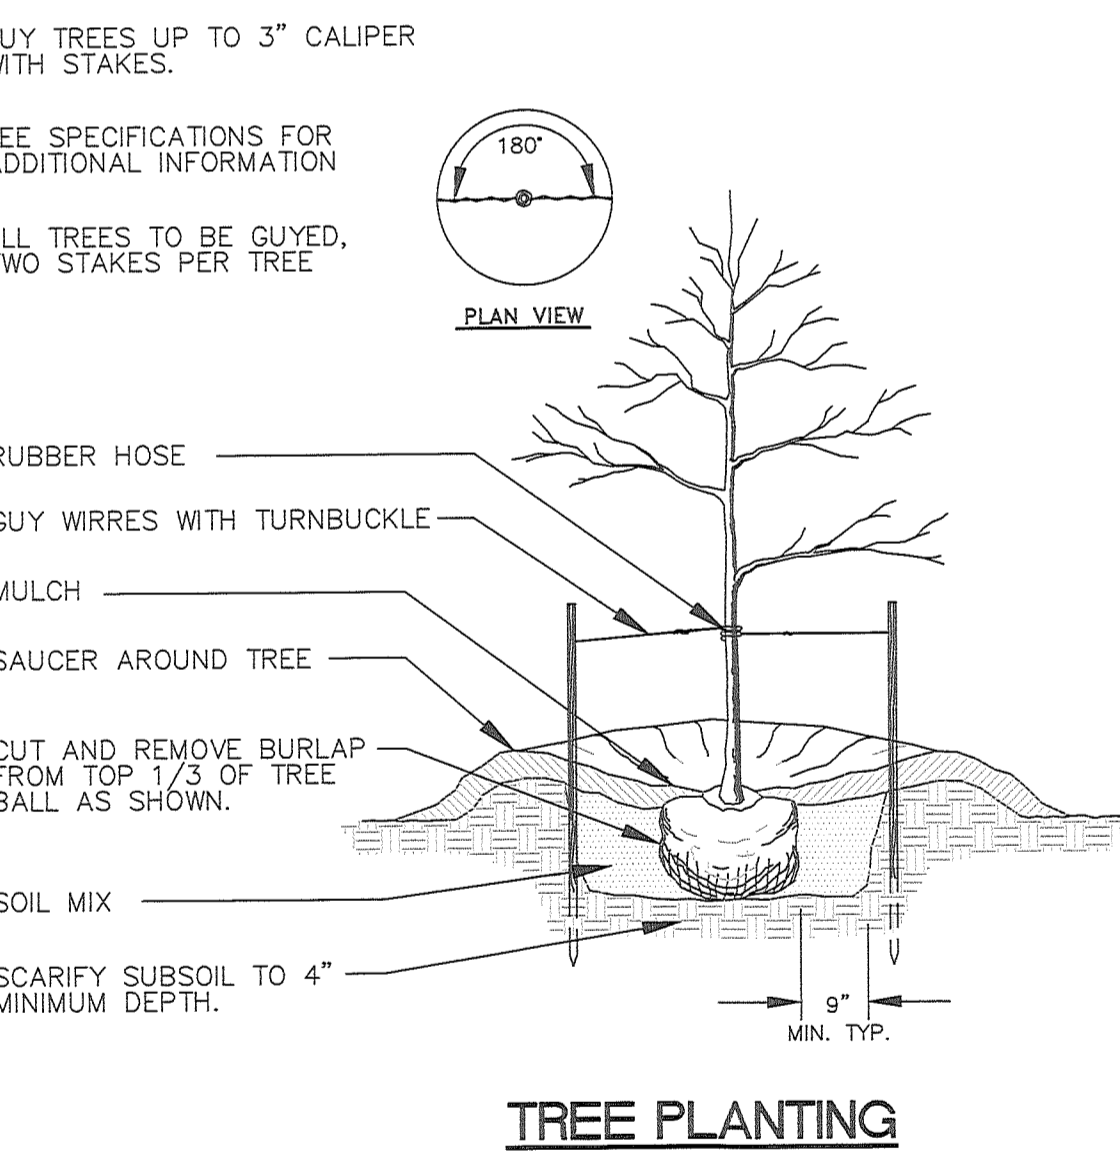 UY TREES UP TO 3" CALIPER
WITH STAKES.
EE SPECIFICATIONS FOR
ADDITIONAL INFORMATION
LL TREES TO BE GUYED,
TWO STAKES PER TREE
180°
PLAN VIEW
RUBBER HOSE
GUY WIRRES WITH TURNBUCKLE
MULCH
SAUCER AROUND TREE
CUT AND REMOVE BURLAP
FROM TOP 1/3 OF TREE
BALL AS SHOWN.
SOIL MIX
SCARIFY SUBSOIL TO 4"
MINIMUM DEPTH.
9"
MIN. TYP.
TREE PLANTING